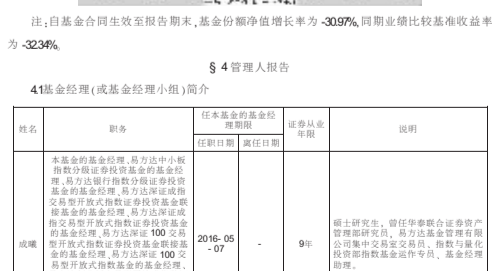 注:自基金合同生效至报告期末,基金份额净值增长率为-30.97%,同期业绩比较基准收益率
为-32.34%。
§ 4 管理人报告
4.1基金经理(或基金经理小组)简介
姓名
职务
任本基金的基金经
理期限
任职日期
离任日期
证券从业
年限
说明
成曦
本基金的基金经理、易方达中小板
指数分级证券投资基金的基金经
理、易方达银行指数分级证券投资
基金的基金经理、易方达深证成指
交易型开放式指数证券投资基金联
接基金的基金经理、易方达深证成
指交易型开放式指数证券投资基金
的基金经理、易方达深证 100 交易
型开放式指数证券投资基金联接基
金的基金经理、易方达深证 100 交
易型开放式指数基金的基金经理、
2016-05
-07
-
9年
硕士研究生,曾任华泰联合证券资产
管理部研究员,易方达基金管理有限
公司集中交易室交易员、指数与量化
投资部指数基金运作专员、基金经理
助理。